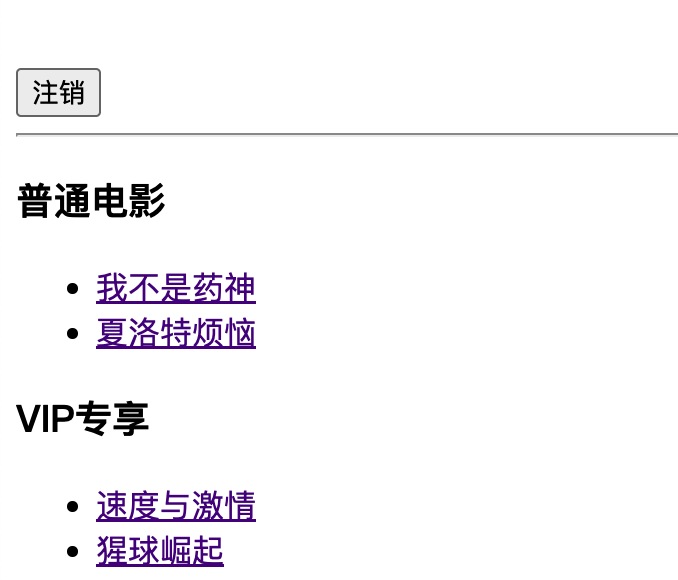 注销
普通电影
我不是药神
夏洛特烦恼
VIP专享
速度与激情
猩球崛起